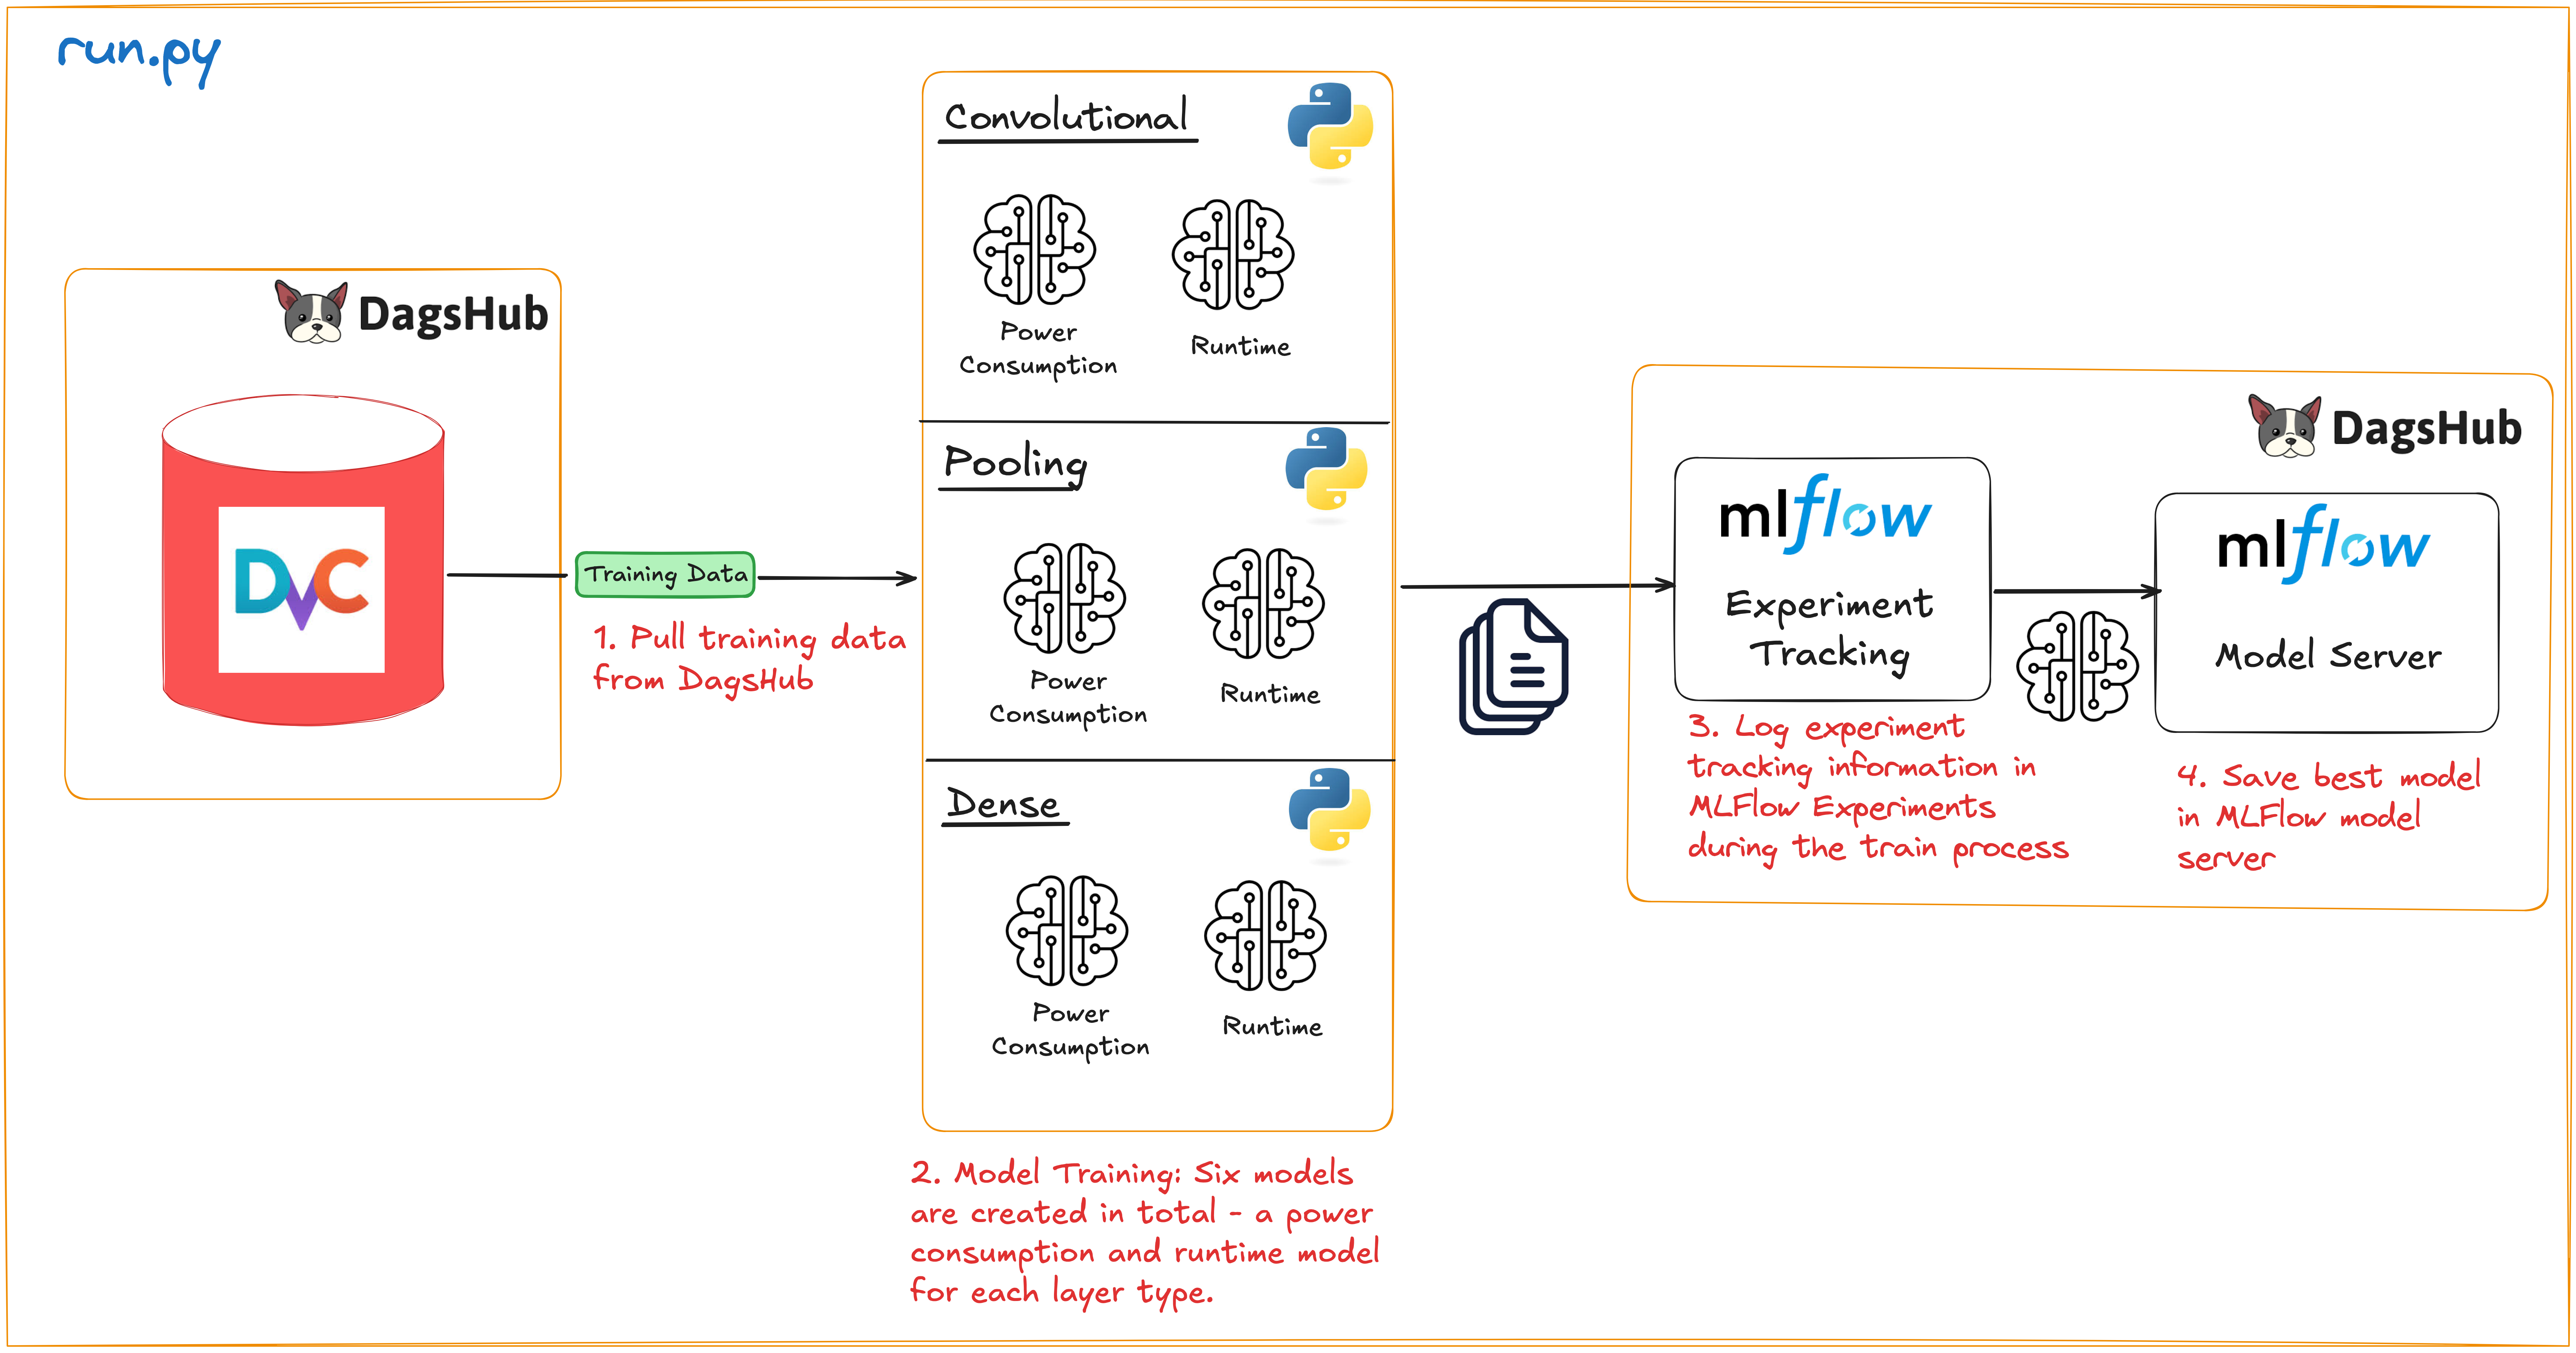 run.py
DagsHub
DVC
Training Data
1. Pull training data
from DagsHub
Convolutional
Power
Consumption
Runtime
Pooling
Power
Consumption
Runtime
Dense
Power
Consumption
Runtime
2. Model Training: Six models
are created in total - a power
consumption and runtime model
for each layer type.
DagsHub
mlflow
Experiment
Tracking
3. Log experiment
tracking information in
MLFlow Experiments
during the train process
mlflow
Model Server
4. Save best model
in MLFlow model
server